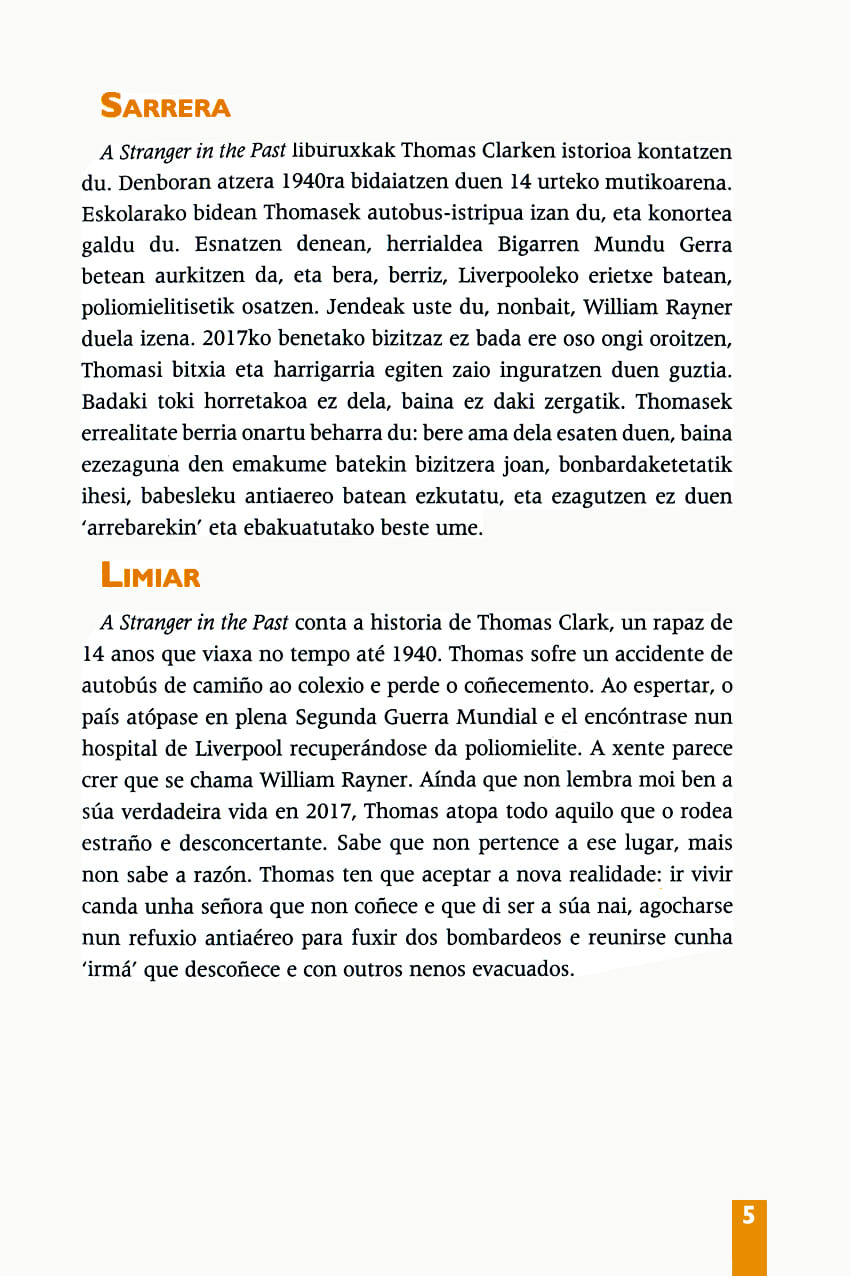 SARRERA
A Stranger in the Past liburuxkak Thomas Clarken istorioa kontatzen
du. Denboran atzera 1940ra bidaiatzen duen 14 urteko mutikoarena.
Eskolarako bidean Thomasek autobus-istripua izan du, eta konortea
galdu du. Esnatzen denean, herrialdea Bigarren Mundu Gerra
betean aurkitzen da, eta bera, berriz, Liverpooleko erietxe batean,
poliomielitisetik osatzen. Jendeak uste du, nonbait, William Rayner
duela izena. 2017ko benetako bizitzaz ez bada ere oso ongi oroitzen,
Thomasi bitxia eta harrigarria egiten zaio inguratzen duen guztia.
Badaki toki horretakoa ez dela, baina ez daki zergatik. Thomasek
errealitate berria onartu beharra du: bere ama dela esaten duen, baina
ezezaguna den emakume batekin bizitzera joan, bonbardaketetatik
ihesi, babesleku antiaereo batean ezkutatu, eta ezagutzen ez duen
‘arrebarekin’ eta ebakuatutako beste ume.
LIMIAR
A Stranger in the Past conta a historia de Thomas Clark, un rapaz de
14 anos que viaxa no tempo até 1940. Thomas sofre un accidente de
autobús de camiño ao colexio e perde o coñecemento. Ao espertar, o
país atópase en plena Segunda Guerra Mundial e el encóntrase nun
hospital de Liverpool recuperándose da poliomielite. A xente parece
crer que se chama William Rayner. Aínda que non lembra moi ben a
súa verdadeira vida en 2017, Thomas atopa todo aquilo que o rodea
estraño e desconcertante. Sabe que non pertence a ese lugar, mais
non sabe a razón. Thomas ten que aceptar a nova realidade: ir vivir
canda unha señora que non coñece e que di ser a súa nai, agocharse
nun refuxio antiaéreo para fuxir dos bombardeos e reunirse cunha
‘irmá’ que descoñece e con outros nenos evacuados.
5